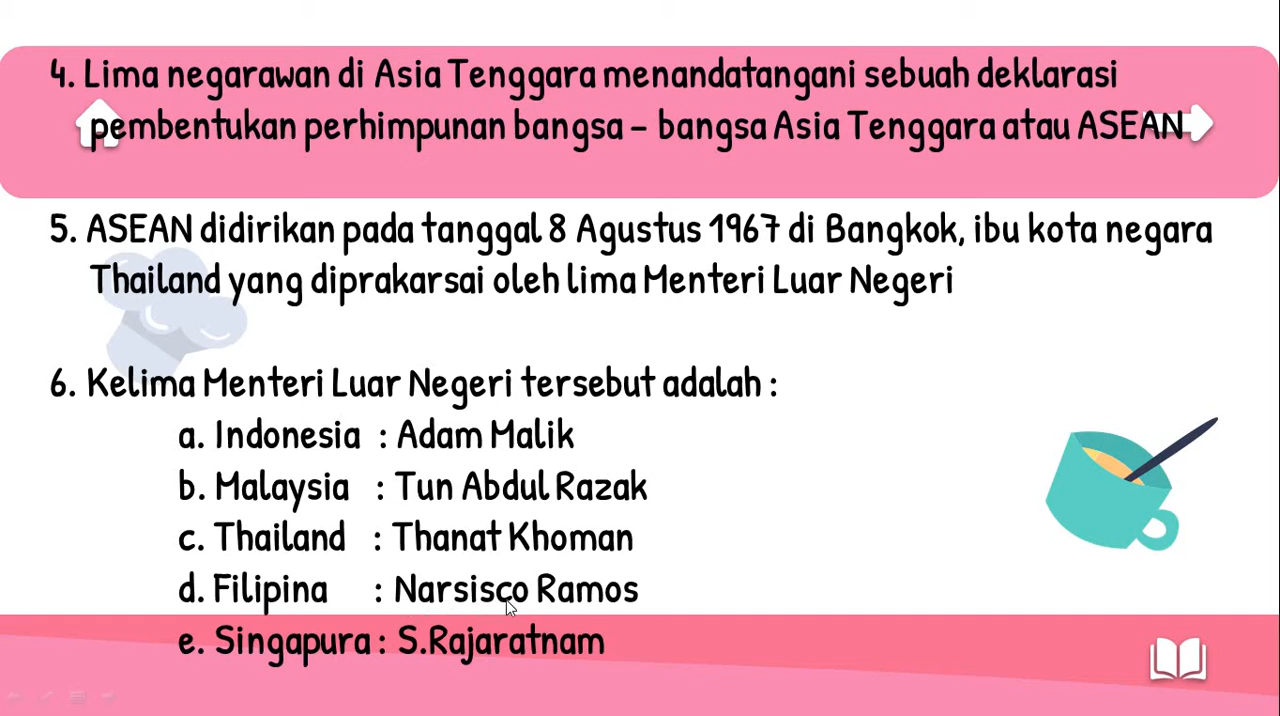 4. Lima negarawan di Asia Tenggara menandatangani sebuah deklarasi
pembentukan perhimpunan bangsa – bangsa Asia Tenggara atau ASEAN
5. ASEAN didirikan pada tanggal 8 Agustus 1967 di Bangkok, ibu kota negara
Thailand yang diprakarsai oleh lima Menteri Luar Negeri
6. Kelima Menteri Luar Negeri tersebut adalah :
a. Indonesia : Adam Malik
b. Malaysia : Tun Abdul Razak
c. Thailand : Thanat Khoman
d. Filipina : Narsisco Ramos
e. Singapura : S.Rajaratnam